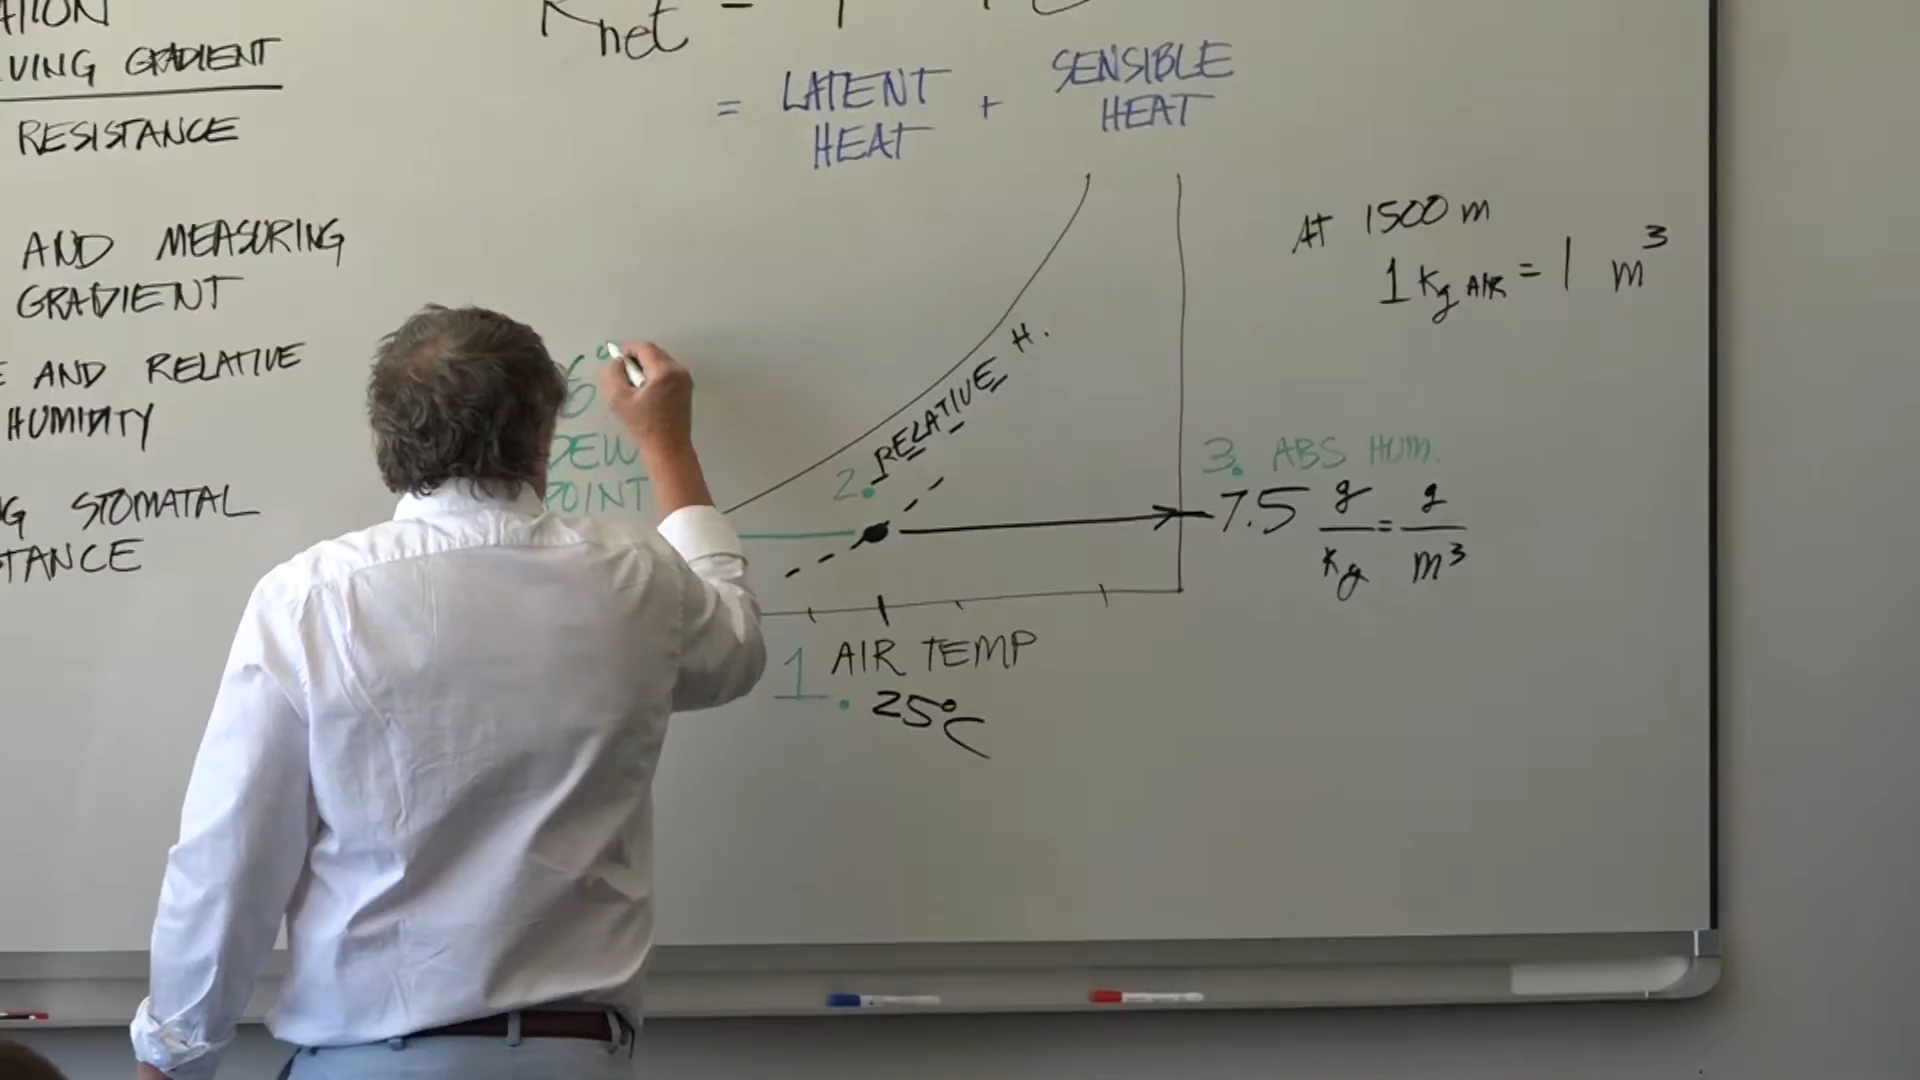 VING GRADIENT
RESISTANCE
AND MEASURING
GRADIENT
AND RELATIVE
HUMIDITY
STOMATAL
net =
= LATENT HEAT + SENSIBLE HEAT
AT 1500 m
1 kg AIR = 1 m³
RELATIVE H.
2.
6°
DEW
POINT
3. ABS HUM.
7.5 g/kg = g/m³
1. AIR TEMP
25°C